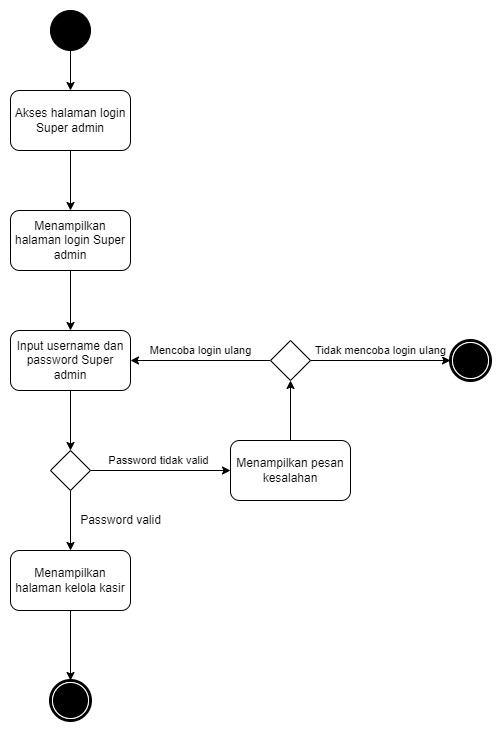 Akses halaman login
Super admin
Menampilkan
halaman login Super
admin
Input username dan
password Super
admin
Mencoba login ulang
Tidak mencoba login ulang
Password tidak valid
Menampilkan pesan
kesalahan
Password valid
Menampilkan
halaman kelola kasir